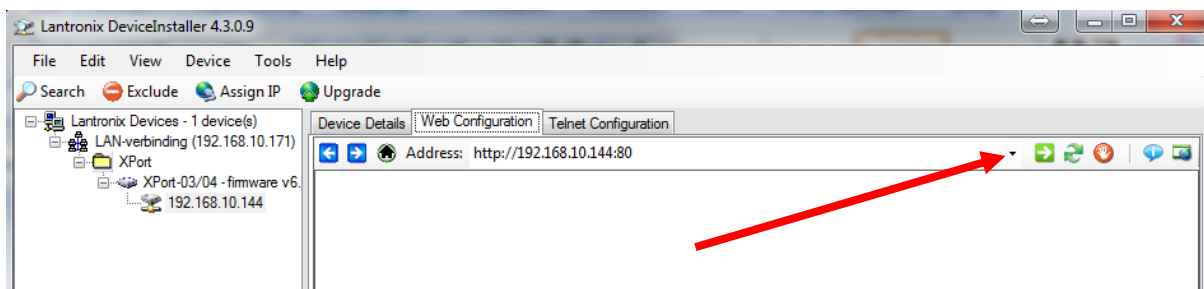 Lantronix DeviceInstaller 4.3.0.9
File Edit View Device Tools Help
Search Exclude Assign IP Upgrade
Lantronix Devices - 1 device(s)
LAN-verbinding (192.168.10.171)
XPort
XPort-03/04 - firmware v6.
192.168.10.144
Device Details Web Configuration Telnet Configuration
Address: http://192.168.10.144:80